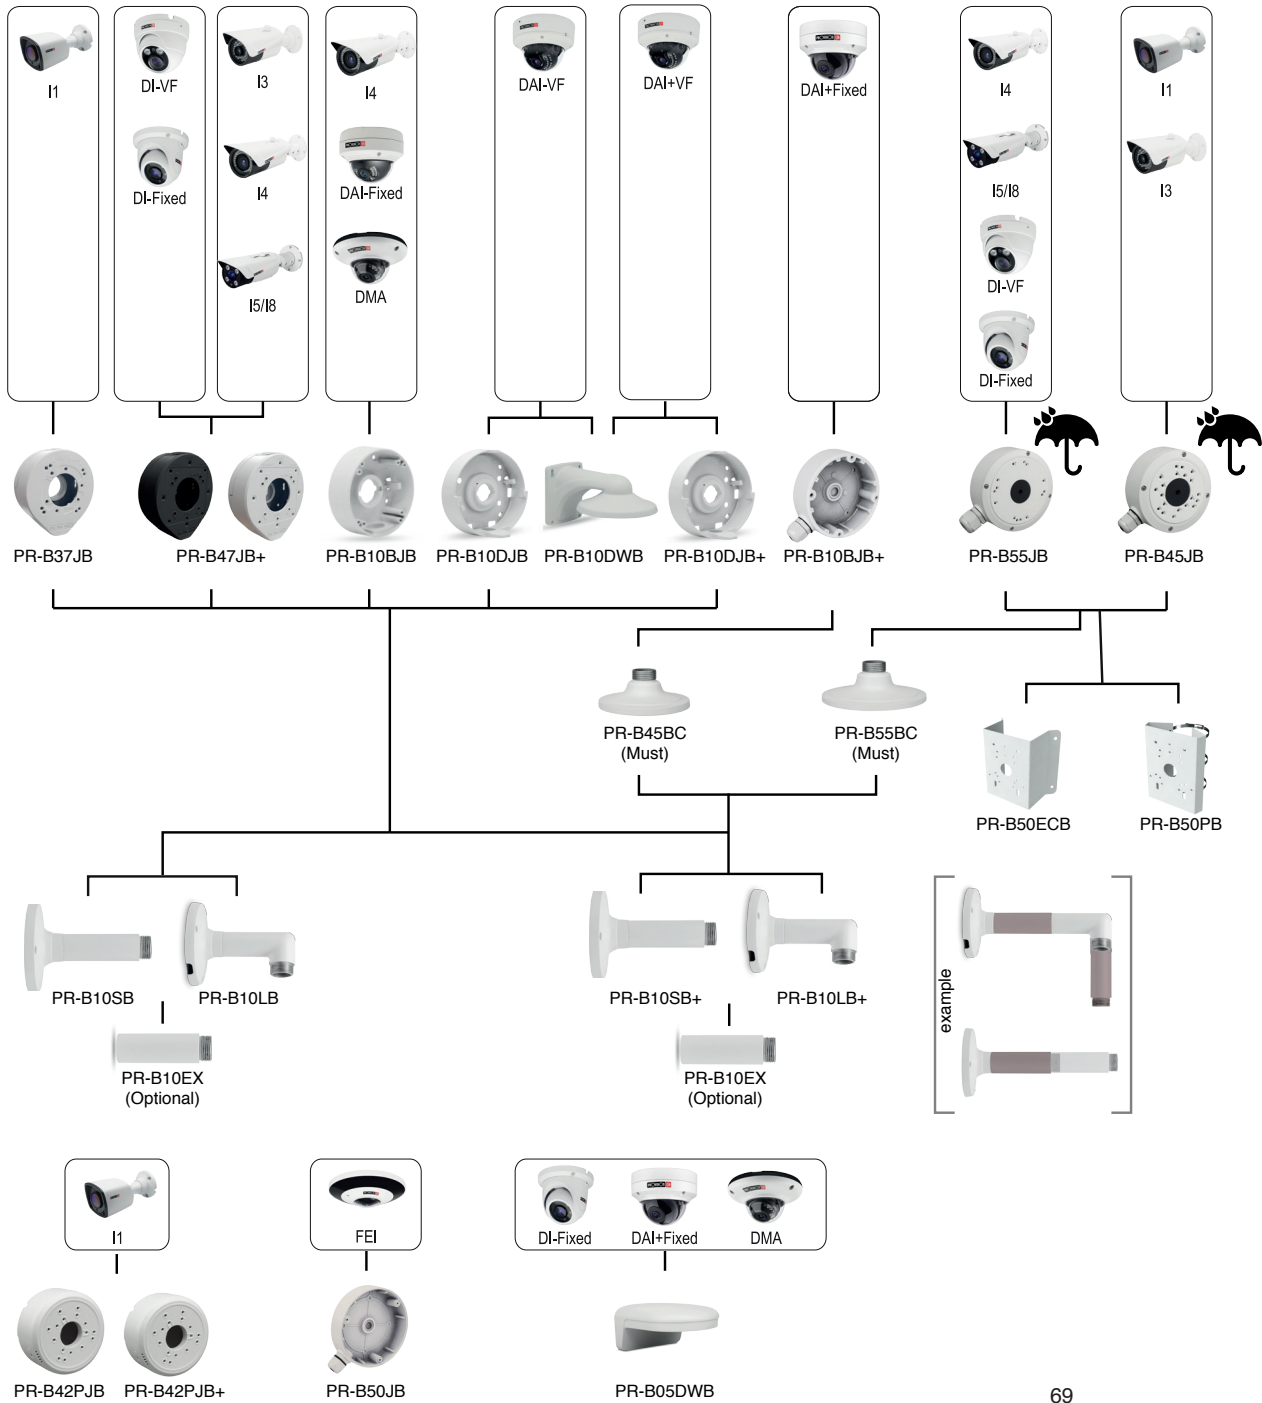 I1
DI-VF
I3
I4
DAI-VF
DAI+VF
DAI+Fixed
I4
I1
DI-Fixed
I4
DAI-Fixed
I5/I8
I3
I5/I8
DMA
DI-VF
DI-Fixed
PR-B37JB
PR-B47JB+
PR-B10BJB
PR-B10DJB
PR-B10DWB
PR-B10DJB+
PR-B10BJB+
PR-B55JB
PR-B45JB
PR-B45BC
(Must)
PR-B55BC
(Must)
PR-B50ECB
PR-B50PB
PR-B10SB
PR-B10LB
PR-B10SB+
PR-B10LB+
example
PR-B10EX
(Optional)
PR-B10EX
(Optional)
I1
FEI
DI-Fixed
DAI+Fixed
DMA
PR-B42PJB
PR-B42PJB+
PR-B50JB
PR-B05DWB
69